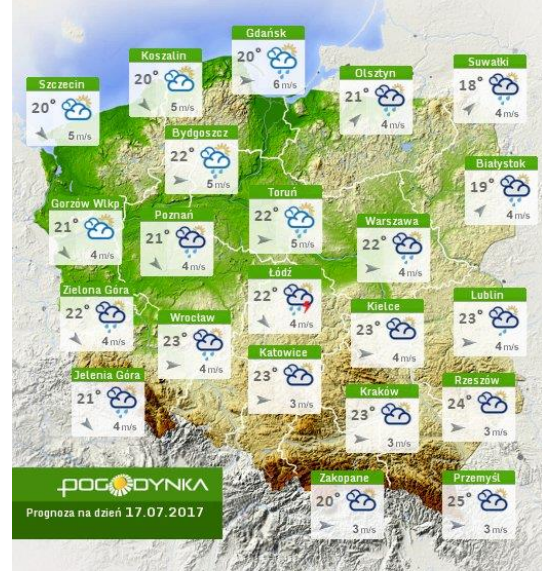 Gdańsk
20°
6 m/s
Koszalin
20°
5 m/s
Suwałki
18°
4 m/s
Olsztyn
21°
4 m/s
Szczecin
20°
5 m/s
Bydgoszcz
22°
5 m/s
Białystok
19°
4 m/s
Toruń
22°
5 m/s
Gorzów Wlkp
21°
4 m/s
Poznań
21°
4 m/s
Warszawa
22°
4 m/s
Łódź
22°
4 m/s
Zielona Góra
22°
4 m/s
Lublin
23°
4 m/s
Kielce
23°
4 m/s
Wrocław
23°
4 m/s
Katowice
23°
3 m/s
Jelenia Góra
21°
4 m/s
Rzeszów
24°
3 m/s
Kraków
23°
3 m/s
Zakopane
20°
3 m/s
Przemyśl
25°
3 m/s
POGODYNKA
Prognoza na dzień 17.07.2017